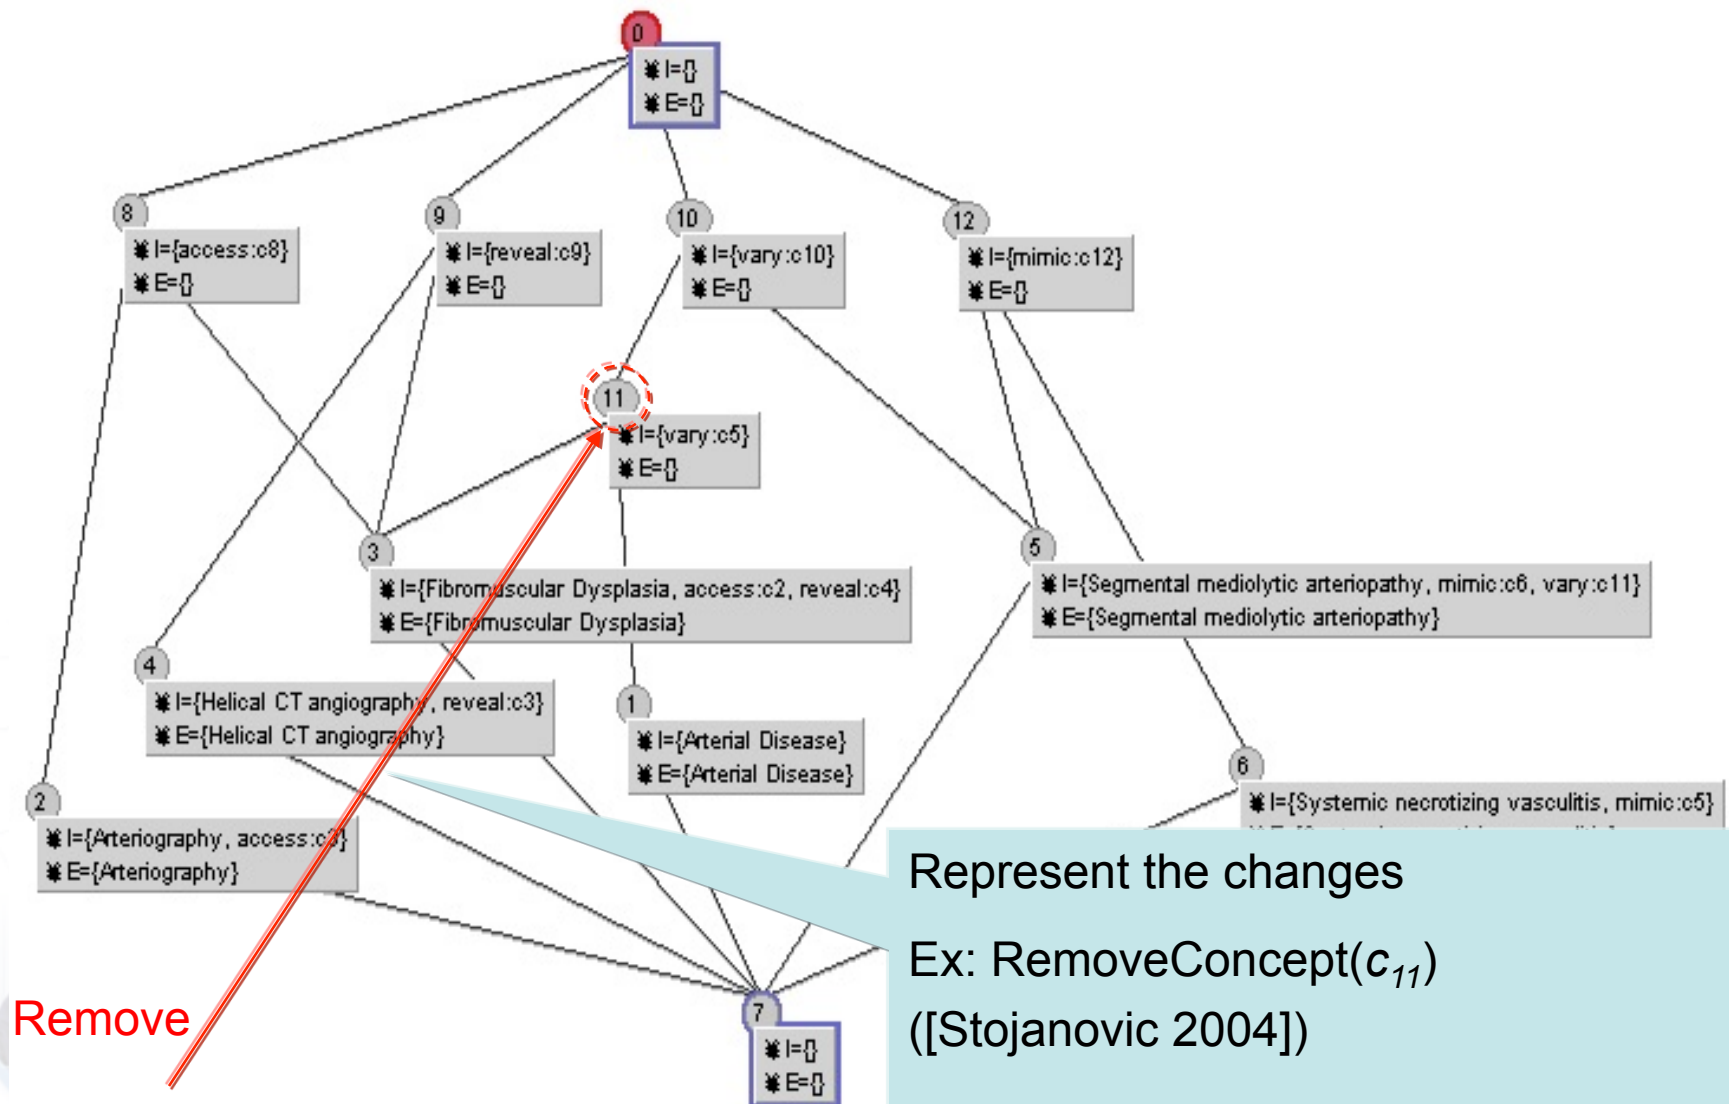 0
I={}
E={}
8
I={access:c8}
E={}
9
I={reveal:c9}
E={}
10
I={vary:c10}
E={}
12
I={mimic:c12}
E={}
11
I={vary:c5}
E={}
3
I={Fibromuscular Dysplasia, access:c2, reveal:c4}
E={Fibromuscular Dysplasia}
5
I={Segmental mediolytic arteriopathy, mimic:c6, vary:c11}
E={Segmental mediolytic arteriopathy}
4
I={Helical CT angiography, reveal:c3}
E={Helical CT angiography}
1
I={Arterial Disease}
E={Arterial Disease}
6
I={Systemic necrotizing vasculitis, mimic:c5}
2
I={Arteriography, access:c3}
E={Arteriography}
Represent the changes
Ex: RemoveConcept(c11)
([Stojanovic 2004])
Remove
7
I={}
E={}